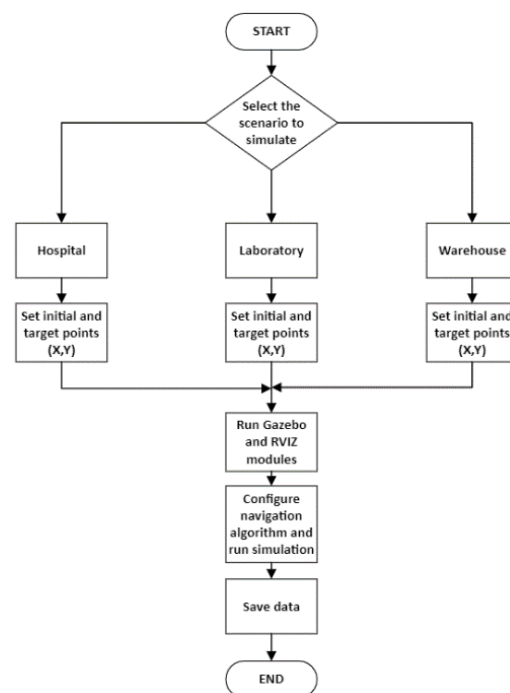 START
Select the
scenario to
simulate
Hospital
Laboratory
Warehouse
Set initial and
target points
(X,Y)
Set initial and
target points
(X,Y)
Set initial and
target points
(X,Y)
Run Gazebo
and RVIZ
modules
Configure
navigation
algorithm and
run simulation
Save data
END